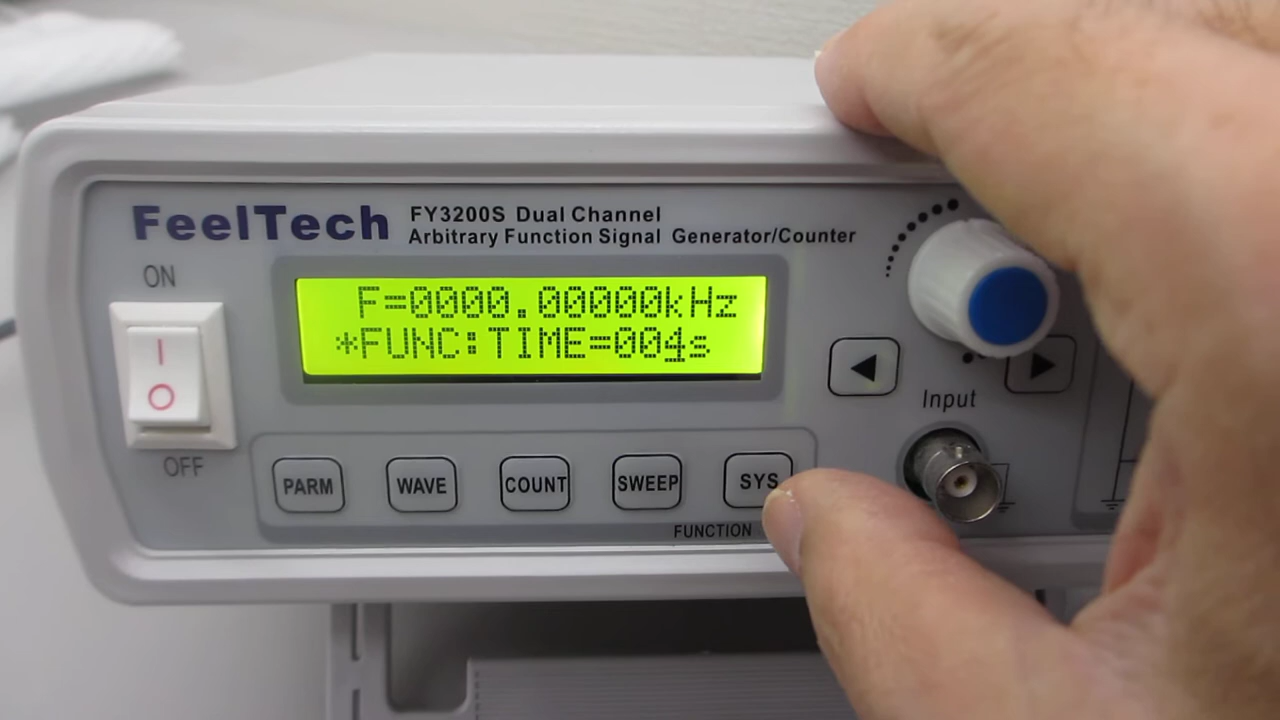 FeelTech
FY3200S Dual Channel
Arbitrary Function Signal Generator/Counter
ON
F=0000.00000kHz
*FUNC:TIME=004s
I
O
OFF
Input
PARM
WAVE
COUNT
SWEEP
SYS
FUNCTION